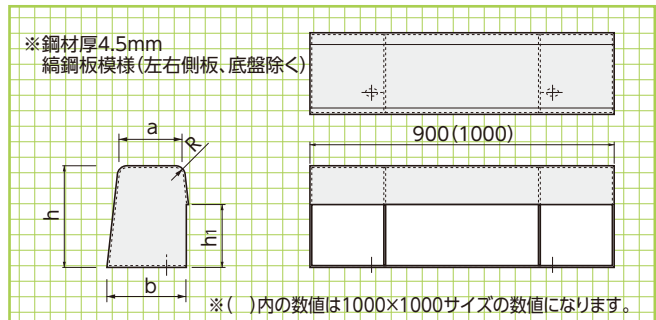 ※鋼材厚4.5mm
縞鋼板模様(左右側板、底盤除く)
900(1000)
a
R
h
h1
b
※(　)内の数値は1000×1000サイズの数値になります。